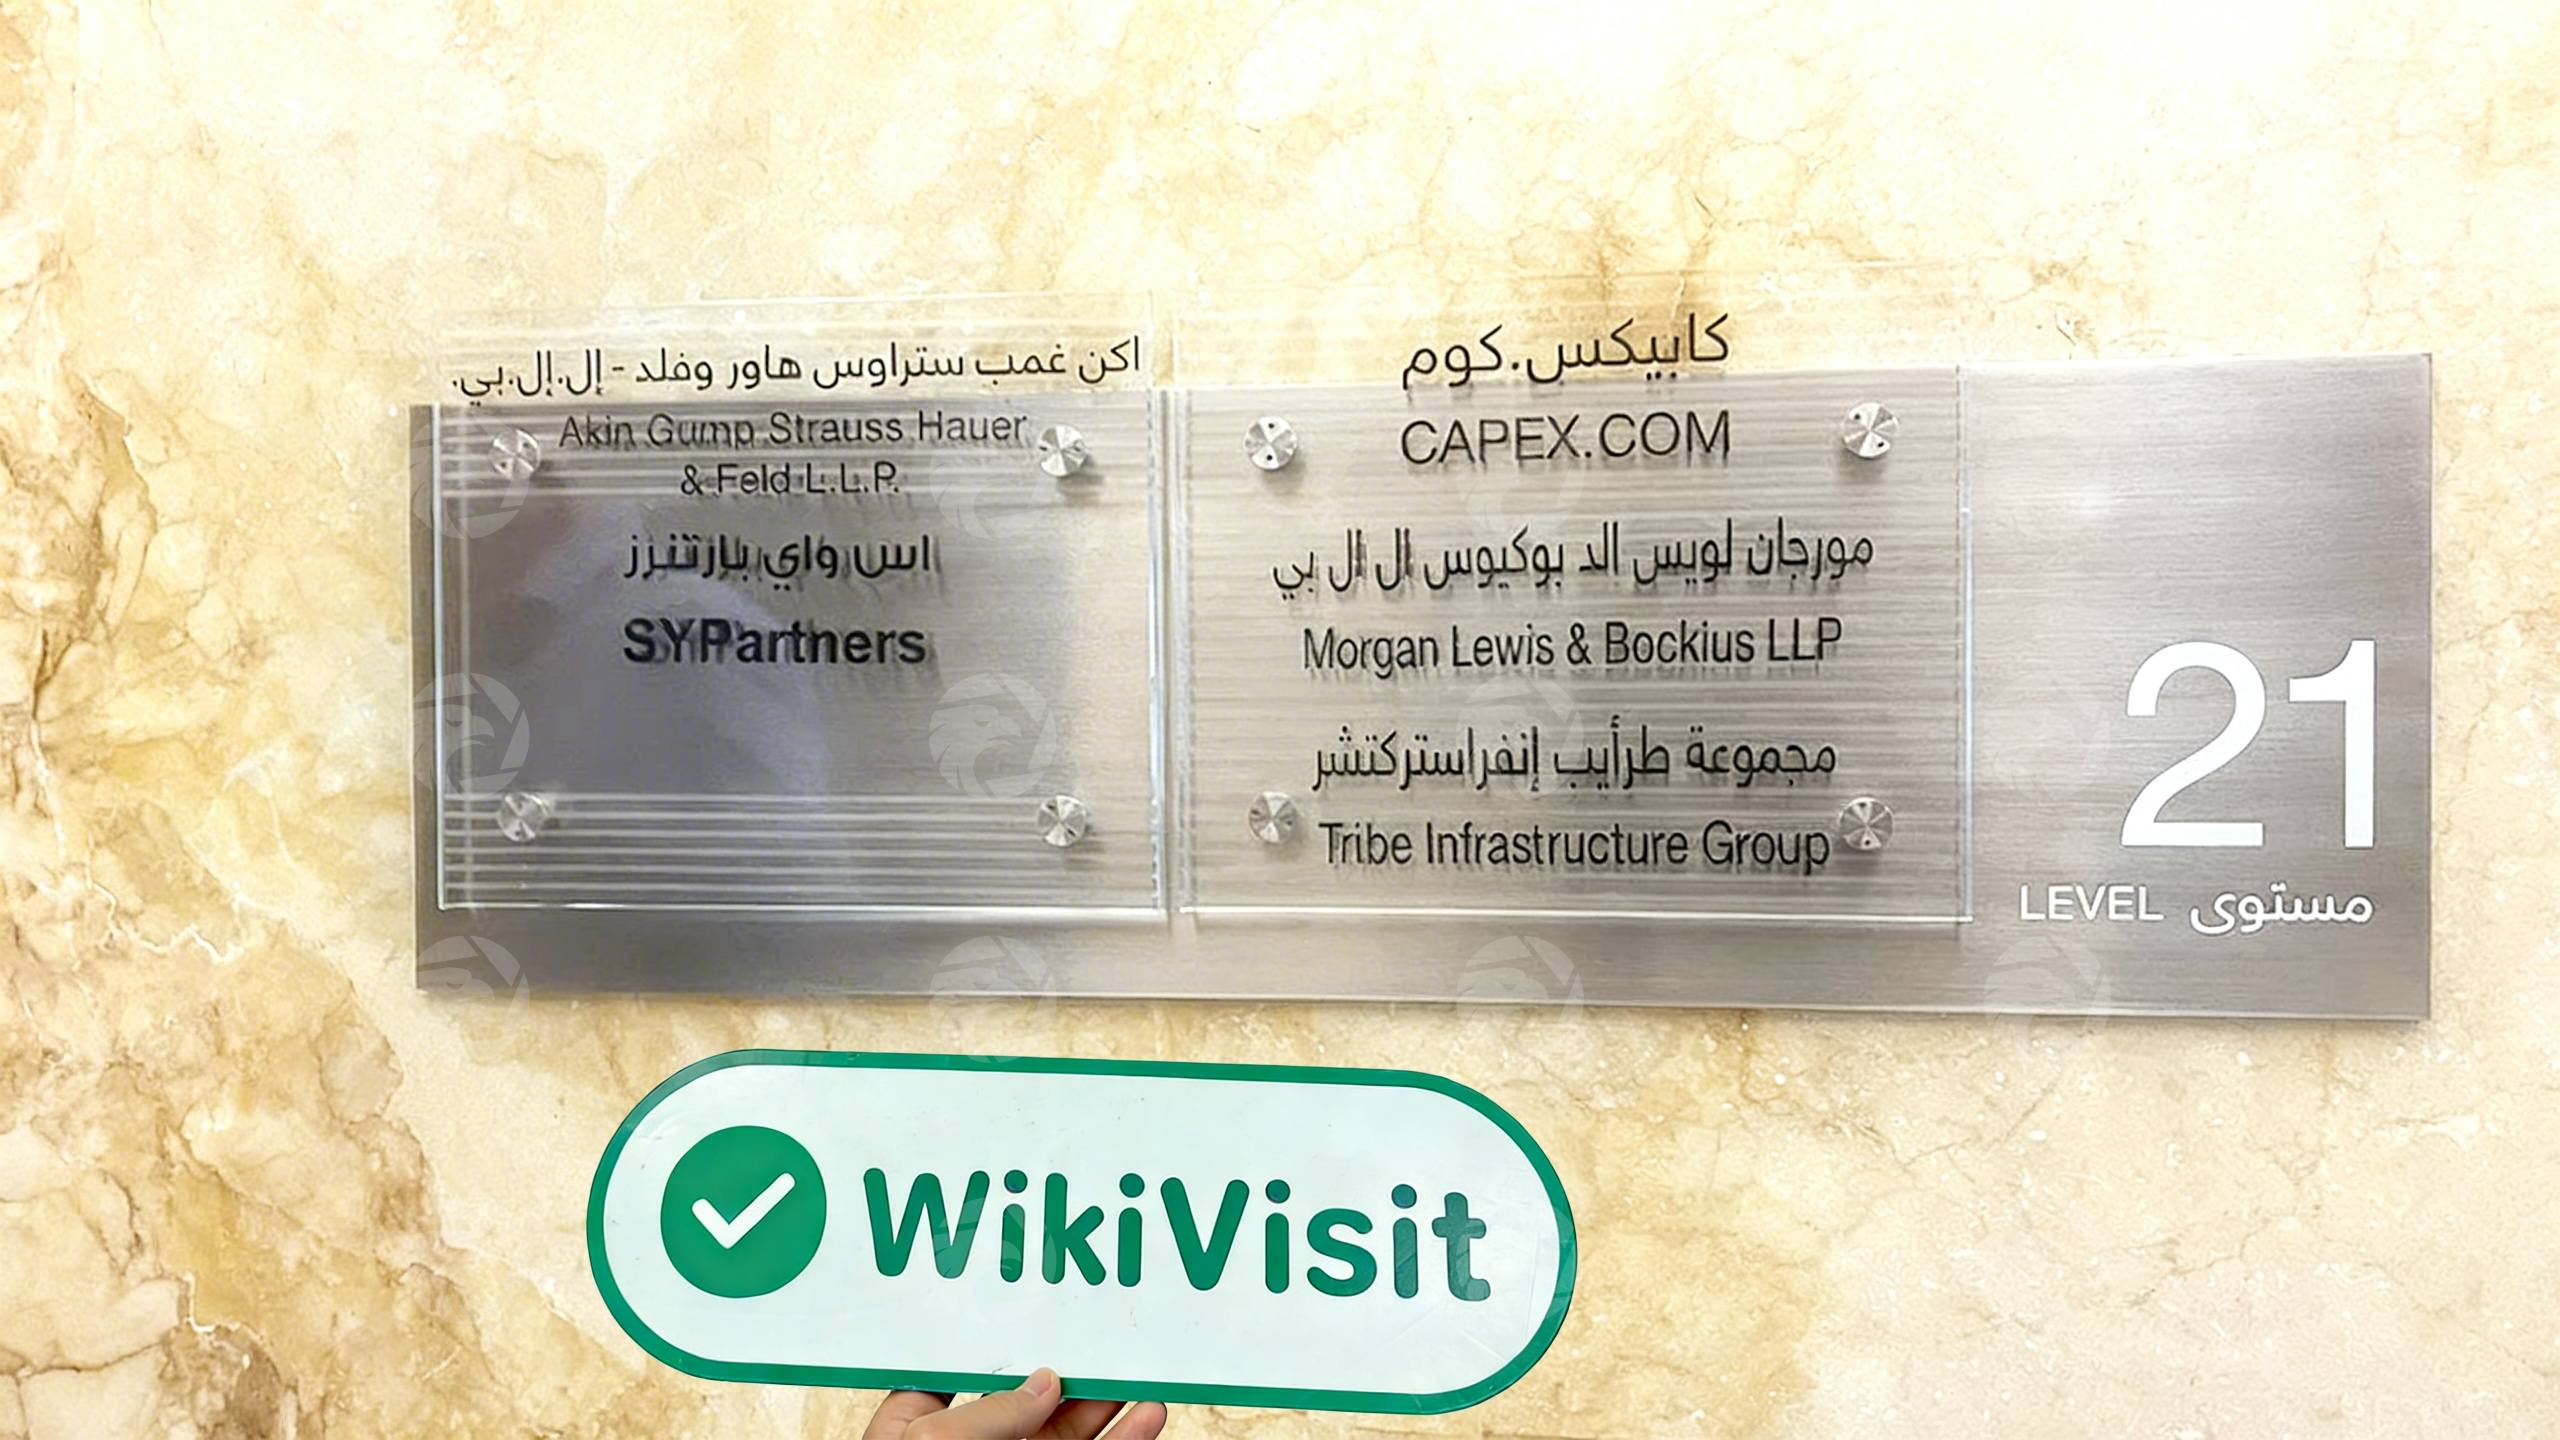 اكن غمب ستراوس هاور وفلد - إل.إل.بي.
Akin Gump Strauss Hauer
& Feld L.L.P.
اس واي بارتنرز
SYPartners
كابيكس.كوم
CAPEX.COM
مورجان لويس الد بوكيوس ال ال بي
Morgan Lewis & Bockius LLP
مجموعة طرأيب إنفراستركتشر
Tribe Infrastructure Group
21
LEVEL مستوى
WikiVisit